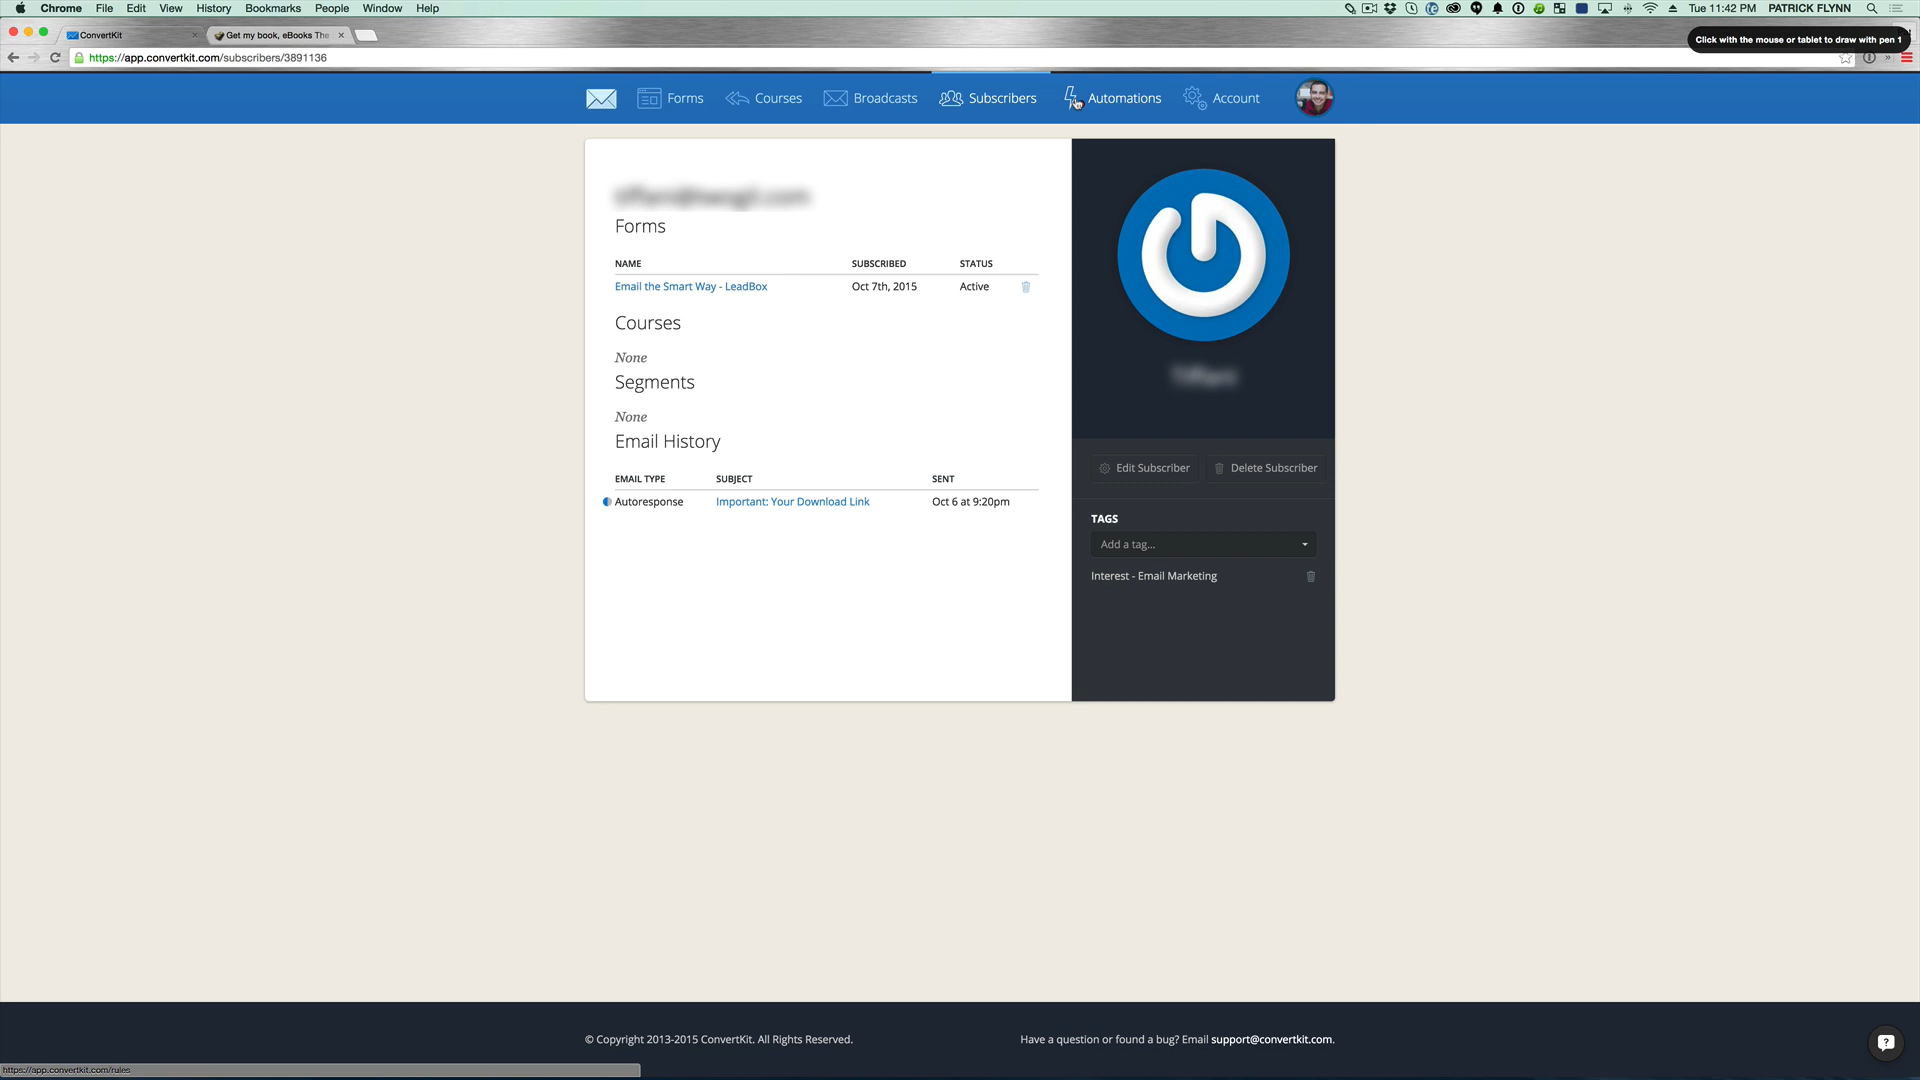 Chrome File Edit View History Bookmarks People Window Help
Tue 11:42 PM PATRICK FLYNN
ConvertKit
Get my book, eBooks The
Click with the mouse or tablet to draw with pen 1
https://app.convertkit.com/subscribers/3891136
Forms Courses Broadcasts Subscribers Automations Account
Forms
NAME SUBSCRIBED STATUS
Email the Smart Way - LeadBox Oct 7th, 2015 Active
Courses
None
Segments
None
Email History
EMAIL TYPE SUBJECT SENT
Autoresponse Important: Your Download Link Oct 6 at 9:20pm
Edit Subscriber Delete Subscriber
TAGS
Add a tag...
Interest - Email Marketing
© Copyright 2013-2015 ConvertKit. All Rights Reserved.
Have a question or found a bug? Email support@convertkit.com.
https://app.convertkit.com/rules